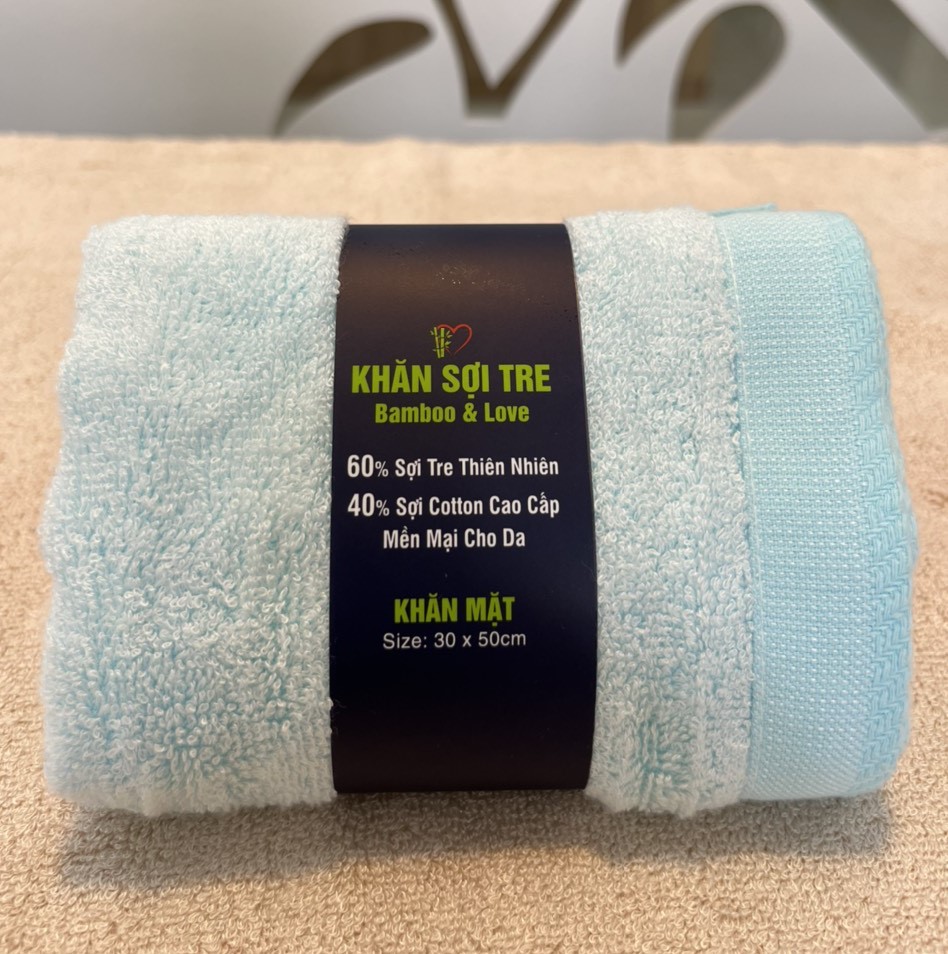 KHĂN SỢI TRE
Bamboo & Love
60% Sợi Tre Thiên Nhiên
40% Sợi Cotton Cao Cấp
Mền Mại Cho Da
KHĂN MẶT
Size: 30 x 50cm